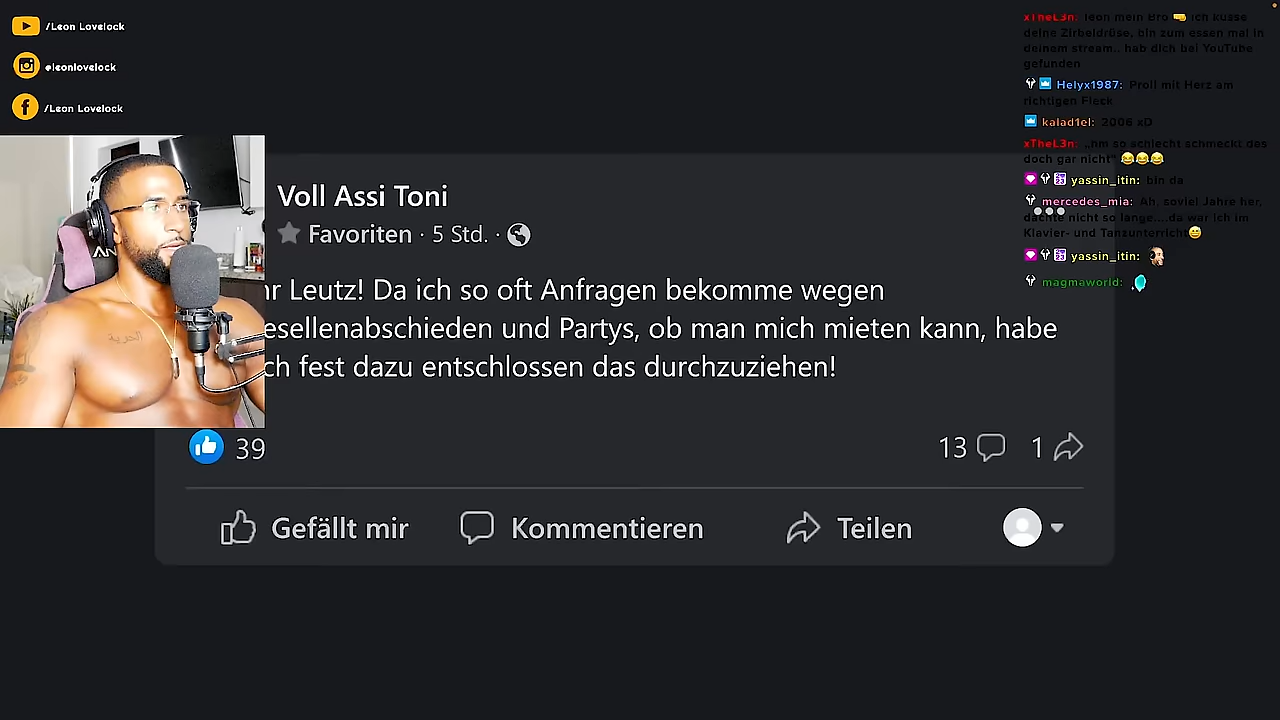 /Leon Lovelock
@leonlovelock
/Leon Lovelock
AN
Voll Assi Toni
Favoriten · 5 Std. ·
hr Leutz! Da ich so oft Anfragen bekomme wegen
esellenabschieden und Partys, ob man mich mieten kann, habe
ch fest dazu entschlossen das durchzuziehen!
39
13
1
Gefällt mir
Kommentieren
Teilen
xTheL3n: leon mein Bro 🤜 ich küsse
deine Zirbeldrüse, bin zum essen mal in
deinem stream.. hab dich bei YouTube
gefunden
Helyx1987: Proll mit Herz am
richtigen Fleck
kalad1el: 2006 xD
xTheL3n: „hm so schlecht schmeckt des
doch gar nicht" 😂😂😂
yassin_itin: bin da
mercedes_mia: Ah, soviel Jahre her,
dachte nicht so lange....da war ich im
Klavier- und Tanzunterricht😄
yassin_itin:
magmaworld: